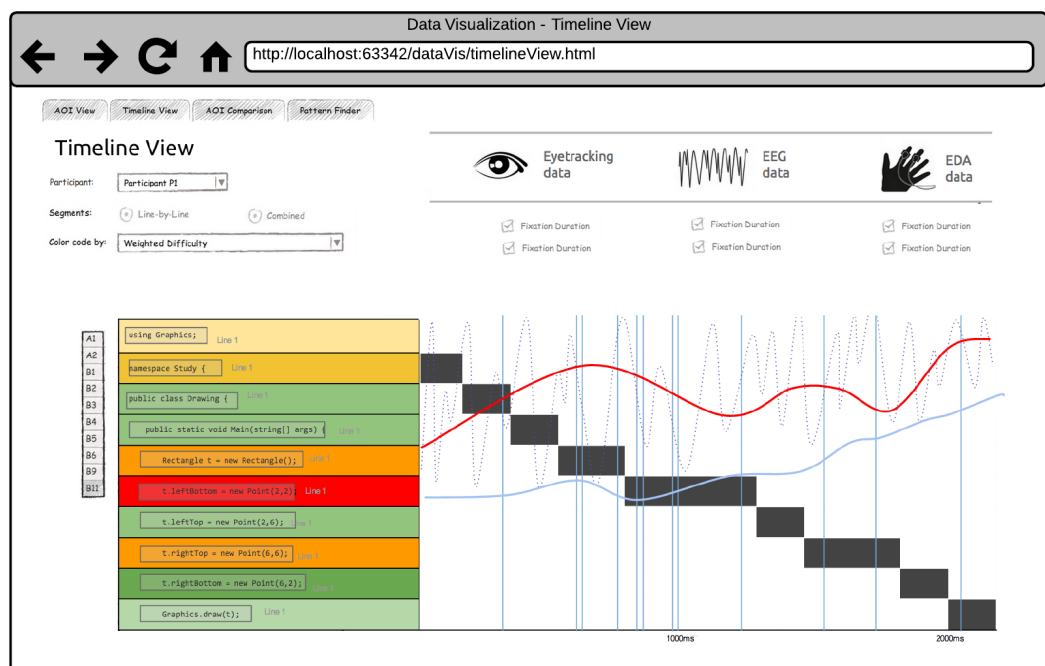 Data Visualization - Timeline View
http://localhost:63342/dataVis/timelineView.html
AOI View
Timeline View
AOI Comparison
Pattern Finder
Timeline View
Participant:
Participant P1
Segments:
Line-by-Line
Combined
Color code by:
Weighted Difficulty
Eyetracking
data
EEG
data
EDA
data
Fixation Duration
Fixation Duration
Fixation Duration
Fixation Duration
Fixation Duration
Fixation Duration
A1
A2
B1
B2
B3
B4
B5
B6
B9
B11
using Graphics; Line 1
namespace Study { Line 1
public class Drawing { Line 1
public static void Main(string[] args) { Line 1
Rectangle t = new Rectangle(); Line 1
t.leftBottom = new Point(2,2); Line 1
t.leftTop = new Point(2,6); Line 1
t.rightTop = new Point(6,6); Line 1
t.rightBottom = new Point(6,2); Line 1
Graphics.draw(t); Line 1
1000ms
2000ms